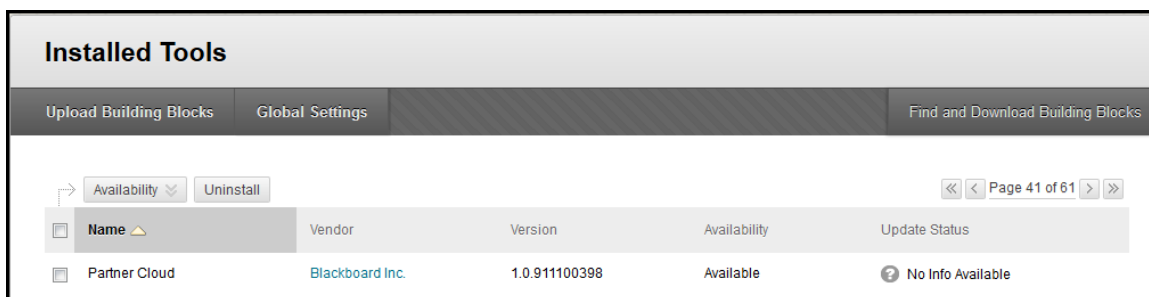 Installed Tools
Upload Building Blocks Global Settings Find and Download Building Blocks
Availability Uninstall Page 41 of 61
Name Vendor Version Availability Update Status
Partner Cloud Blackboard Inc. 1.0.911100398 Available ? No Info Available